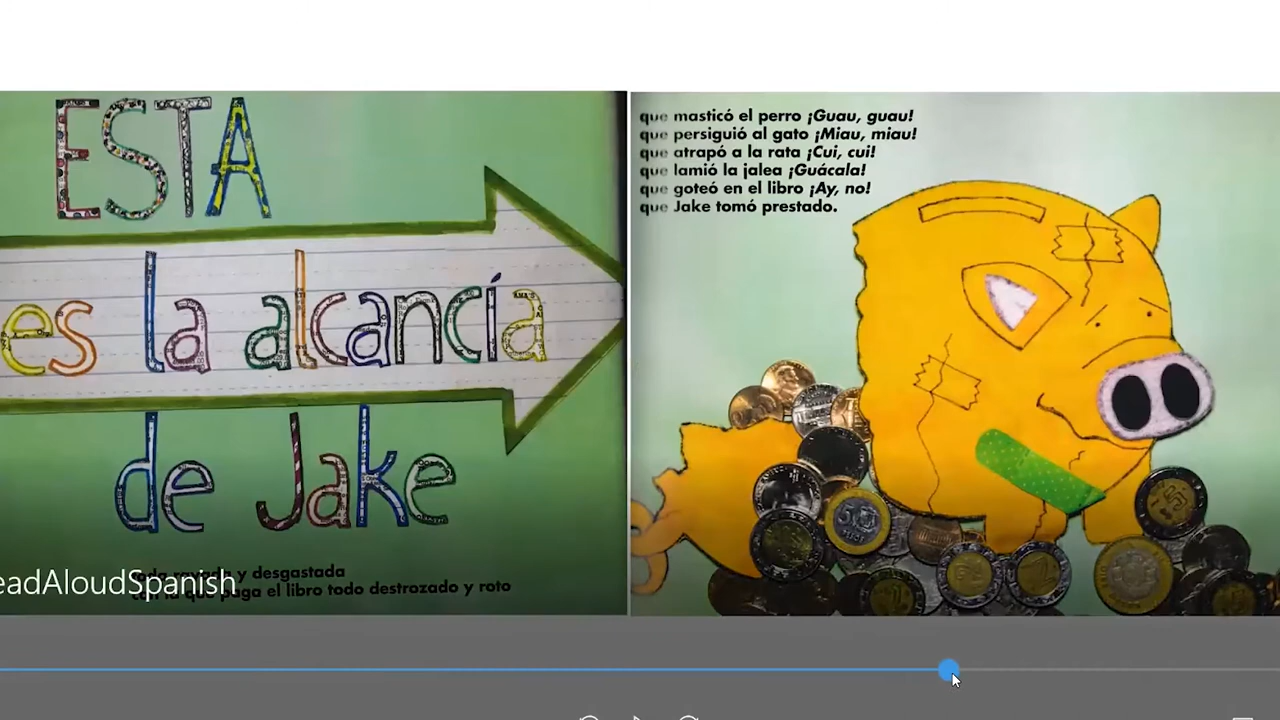 ESTA
es la alcancía
de Jake
y desgastada
paga el libro todo destrozado y roto
eadAloudSpanish
que masticó el perro ¡Guau, guau!
que persiguió al gato ¡Miau, miau!
que atrapó a la rata ¡Cui, cui!
que lamió la jalea ¡Guácala!
que goteó en el libro ¡Ay, no!
que Jake tomó prestado.